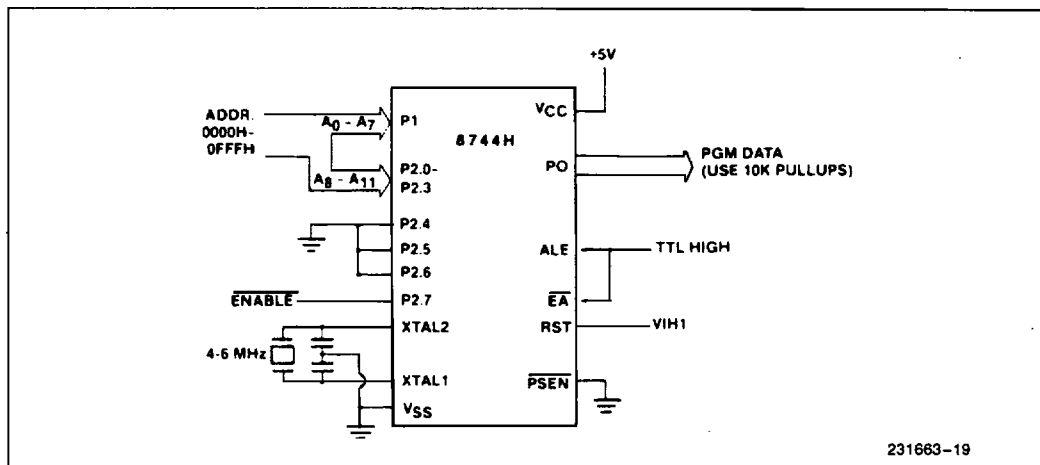 +5V
ADDR.
0000H-
0FFFH
A0 - A7
P1
VCC
8744H
P2.0-
P2.3
A8 - A11
PO
PGM DATA
(USE 10K PULLUPS)
P2.4
P2.5
P2.6
ALE
TTL HIGH
ENABLE
P2.7
EA
XTAL2
RST
VIH1
4-6 MHz
XTAL1
PSEN
VSS
231663-19